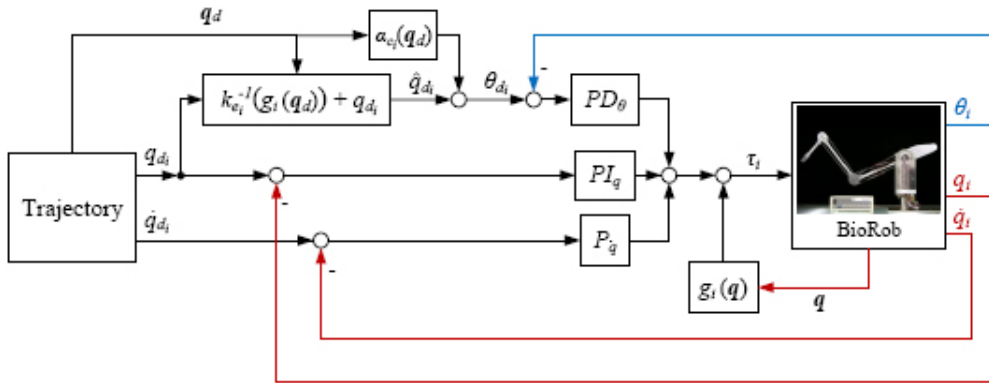 q_d
α_{c_i}(q_d)
-
k_{e_i}^{-1}(g_i(q_d)) + q_{d_i}
q̂_{d_i}
θ_{d_i}
PD_θ
θ_i
q_{d_i}
Trajectory
-
PI_q
τ_i
q_i
BioRob
q̇_{d_i}
-
P_{q̇}
q̇_i
g_i(q)
q